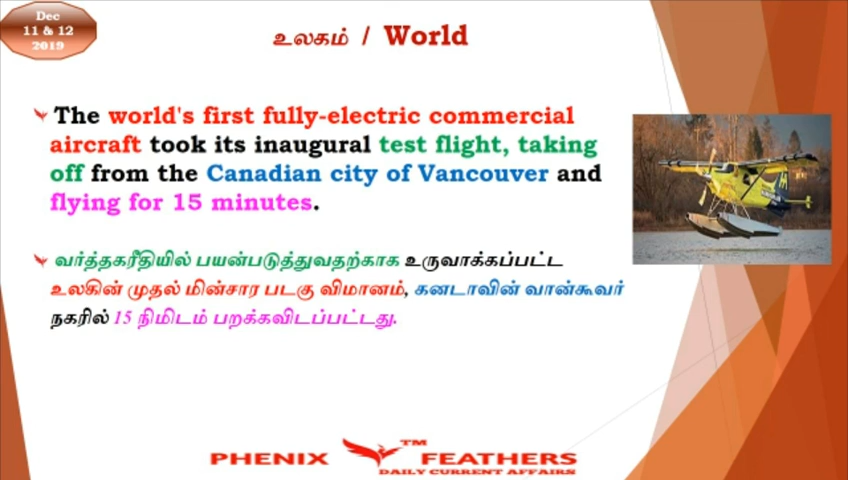 Dec
11 & 12
2019
உலகம் / World
The world's first fully-electric commercial
aircraft took its inaugural test flight, taking
off from the Canadian city of Vancouver and
flying for 15 minutes.
வர்த்தகரீதியில் பயன்படுத்துவதற்காக உருவாக்கப்பட்ட
உலகின் முதல் மின்சார படகு விமானம், கனடாவின் வான்கூவர்
நகரில் 15 நிமிடம் பறக்கவிடப்பட்டது.
PHENIX FEATHERS TM
DAILY CURRENT AFFAIRS